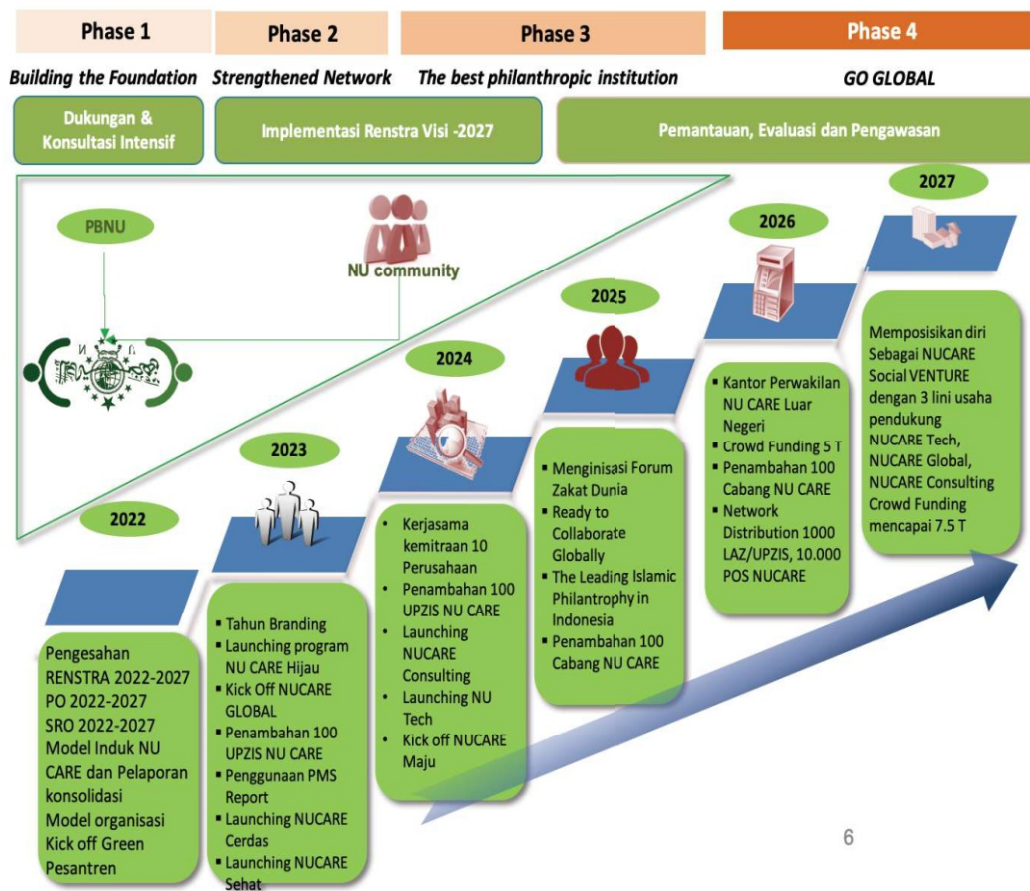 Phase 1
Phase 2
Phase 3
Phase 4
Building the Foundation
Strengthened Network
The best philanthropic institution
GO GLOBAL
Dukungan &
Konsultasi Intensif
Implementasi Renstra Visi -2027
Pemantauan, Evaluasi dan Pengawasan
PBNU
NU community
2022
Pengesahan
RENSTRA 2022-2027
PO 2022-2027
SRO 2022-2027
Model Induk NU
CARE dan Pelaporan
konsolidasi
Model organisasi
Kick off Green
Pesantren
2023
▪ Tahun Branding
▪ Launching program
NU CARE Hijau
▪ Kick Off NUCARE
GLOBAL
▪ Penambahan 100
UPZIS NU CARE
▪ Penggunaan PMS
Report
▪ Launching NUCARE
Cerdas
▪ Launching NUCARE
Sehat
2024
• Kerjasama
kemitraan 10
Perusahaan
• Penambahan 100
UPZIS NU CARE
• Launching
NUCARE
Consulting
• Launching NU
Tech
• Kick off NUCARE
Maju
2025
▪ Menginisasi Forum
Zakat Dunia
▪ Ready to
Collaborate
Globally
▪ The Leading Islamic
Philantrophy in
Indonesia
▪ Penambahan 100
Cabang NU CARE
2026
▪ Kantor Perwakilan
NU CARE Luar
Negeri
▪ Crowd Funding 5 T
▪ Penambahan 100
Cabang NU CARE
▪ Network
Distribution 1000
LAZ/UPZIS, 10.000
POS NUCARE
2027
Memposisikan diri
Sebagai NUCARE
Social VENTURE
dengan 3 lini usaha
pendukung
NUCARE Tech,
NUCARE Global,
NUCARE Consulting
Crowd Funding
mencapai 7.5 T
6